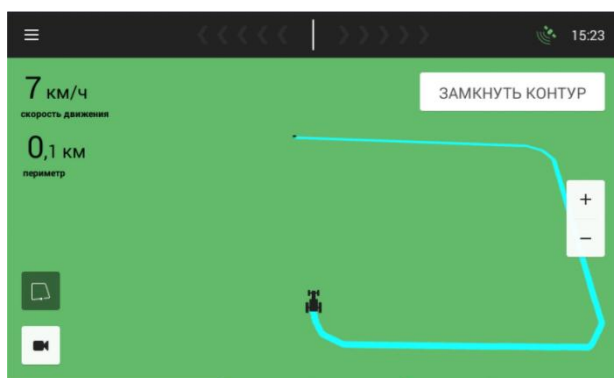 15:23
7 км/ч
скорость движения
ЗАМКНУТЬ КОНТУР
0,1 км
периметр
+
−